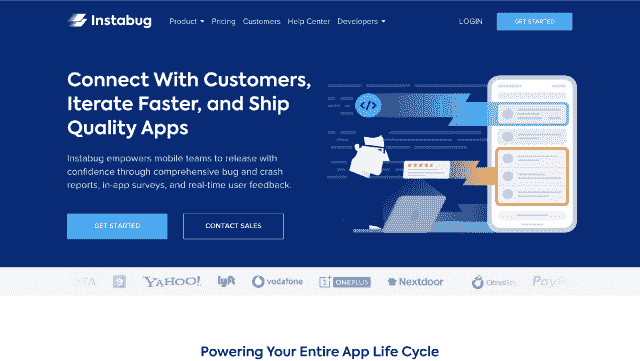 Instabug
Product Pricing Customers Help Center Developers
LOGIN
GET STARTED
Connect With Customers,
Iterate Faster, and Ship
Quality Apps
Instabug empowers mobile teams to release with
confidence through comprehensive bug and crash
reports, in-app surveys, and real-time user feedback.
GET STARTED
CONTACT SALES
YAHOO! lyft vodafone ONEPLUS Nextdoor
Powering Your Entire App Life Cycle